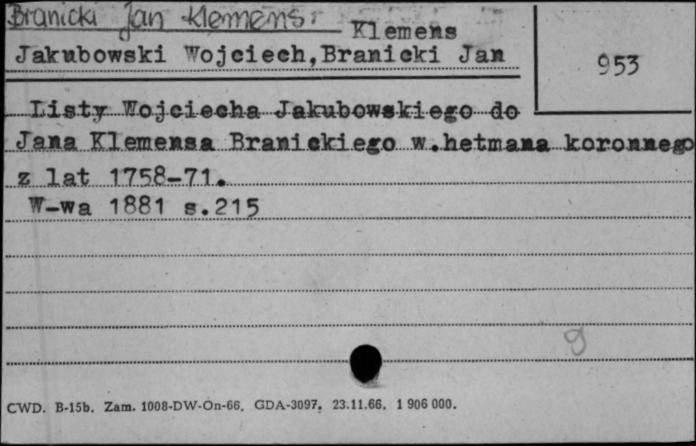 Branicki Jan Klemens.
Klemens
Jakubowski Wojciech,Branicki Jan
953
Listy Wojciecha Jakubowskiego do
Jana Klemensa Branickiego w.hetmana koronnego
z lat 1758-71.
W-wa 1881 s.215
g
CWD. B-15b. Zam. 1008-DW-On-66. GDA-3097. 23.11.66. 1 906 000.